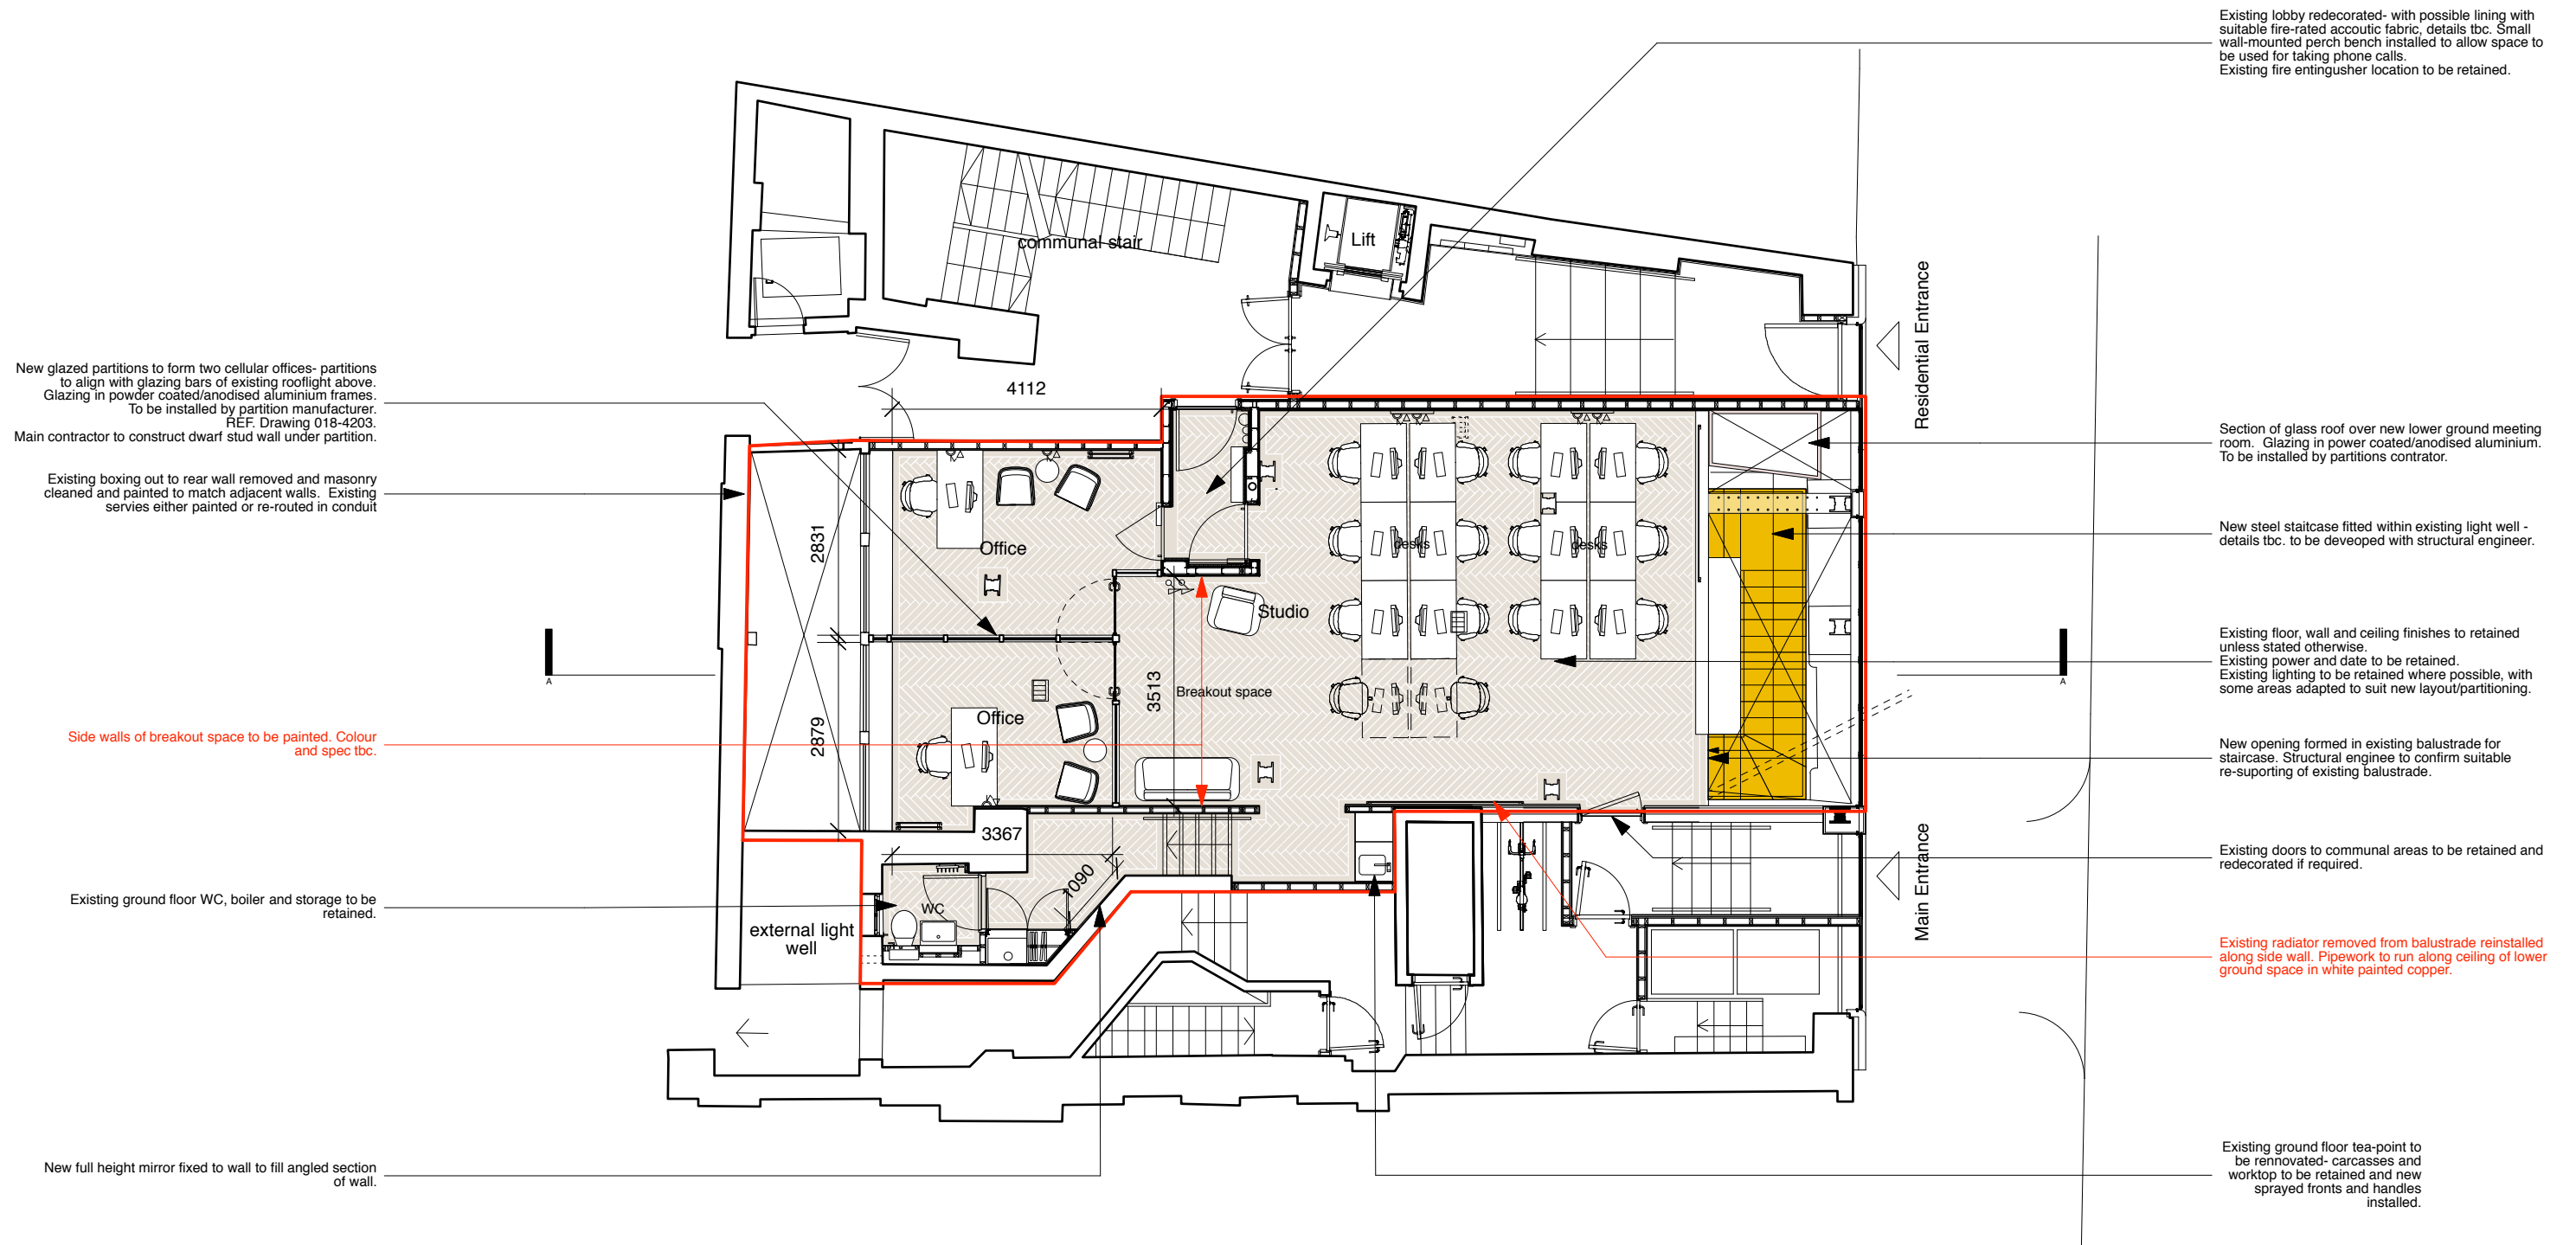 Existing lobby redecorated- with possible lining with
suitable fire-rated accoutic fabric, details tbc. Small
wall-mounted perch bench installed to allow space to
be used for taking phone calls.
Existing fire entingusher location to be retained.
communal stair
Lift
Residential Entrance
New glazed partitions to form two cellular offices- partitions
to align with glazing bars of existing rooflight above.
Glazing in powder coated/anodised aluminium frames.
To be installed by partition manufacturer.
REF. Drawing 018-4203.
Main contractor to construct dwarf stud wall under partition.
4112
Section of glass roof over new lower ground meeting
room. Glazing in power coated/anodised aluminium.
To be installed by partitions contrator.
Existing boxing out to rear wall removed and masonry
cleaned and painted to match adjacent walls. Existing
servies either painted or re-routed in conduit
New steel staircase fitted within existing light well -
details tbc. to be deveoped with structural engineer.
2831
Office
desks
desks
Studio
Existing floor, wall and ceiling finishes to retained
unless stated otherwise.
Existing power and date to be retained.
Existing lighting to be retained where possible, with
some areas adapted to suit new layout/partitioning.
A
A
3513
Breakout space
Office
2879
Side walls of breakout space to be painted. Colour
and spec tbc.
New opening formed in existing balustrade for
staircase. Structural enginee to confirm suitable
re-suporting of existing balustrade.
3367
1090
Existing doors to communal areas to be retained and
redecorated if required.
Main Entrance
Existing ground floor WC, boiler and storage to be
retained.
WC
external light
well
Existing radiator removed from balustrade reinstalled
along side wall. Pipework to run along ceiling of lower
ground space in white painted copper.
New full height mirror fixed to wall to fill angled section
of wall.
Existing ground floor tea-point to
be rennovated- carcasses and
worktop to be retained and new
sprayed fronts and handles
installed.